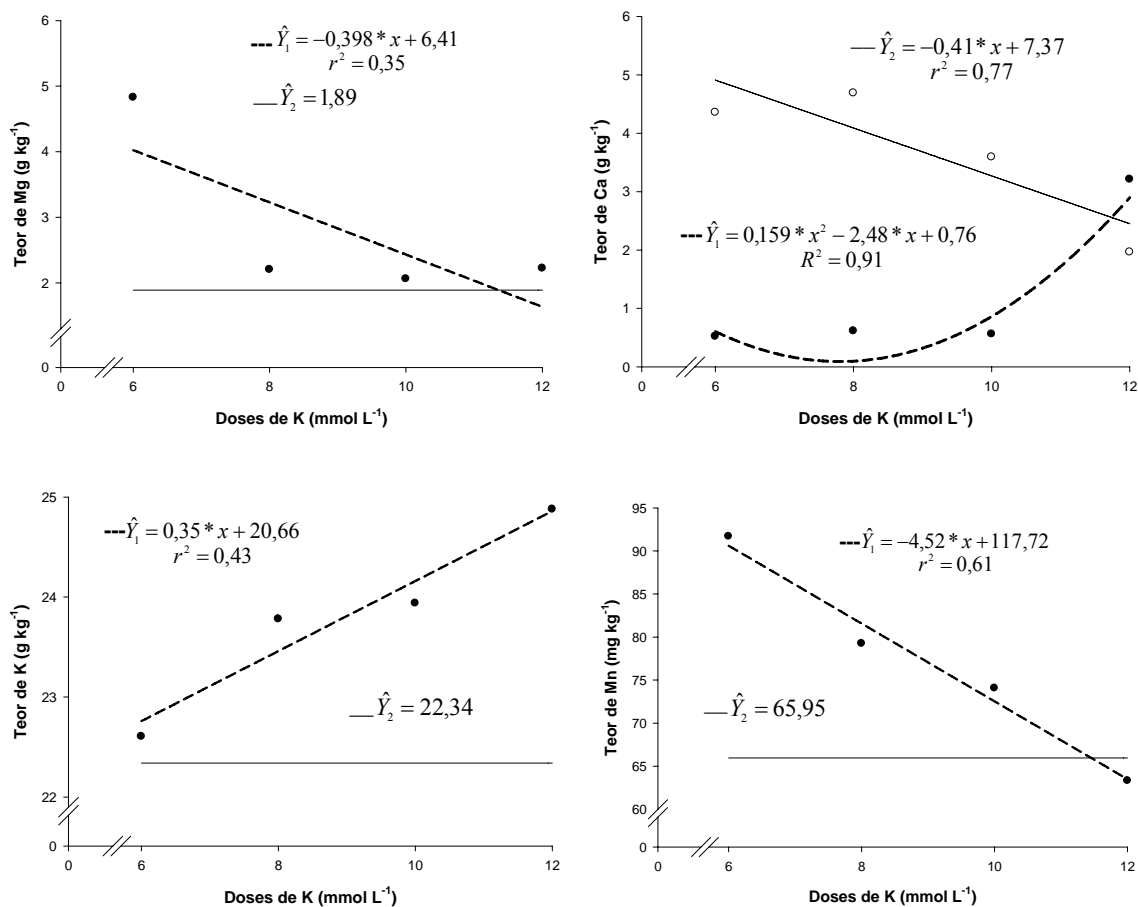 6
5
4
3
2
0
Teor de Mg (g kg⁻¹)
Ŷ₁ = −0,398 * x + 6,41
r² = 0,35
Ŷ₂ = 1,89
0 6 8 10 12
Doses de K (mmol L⁻¹)
6
5
4
3
2
1
0
Teor de Ca (g kg⁻¹)
Ŷ₂ = −0,41 * x + 7,37
r² = 0,77
Ŷ₁ = 0,159 * x² − 2,48 * x + 0,76
R² = 0,91
0 6 8 10 12
Doses de K (mmol L⁻¹)
25
24
23
22
0
Teor de K (g kg⁻¹)
Ŷ₁ = 0,35 * x + 20,66
r² = 0,43
Ŷ₂ = 22,34
0 6 8 10 12
Doses de K (mmol L⁻¹)
95
90
85
80
75
70
65
60
0
Teor de Mn (mg kg⁻¹)
Ŷ₁ = −4,52 * x + 117,72
r² = 0,61
Ŷ₂ = 65,95
0 6 8 10 12
Doses de K (mmol L⁻¹)